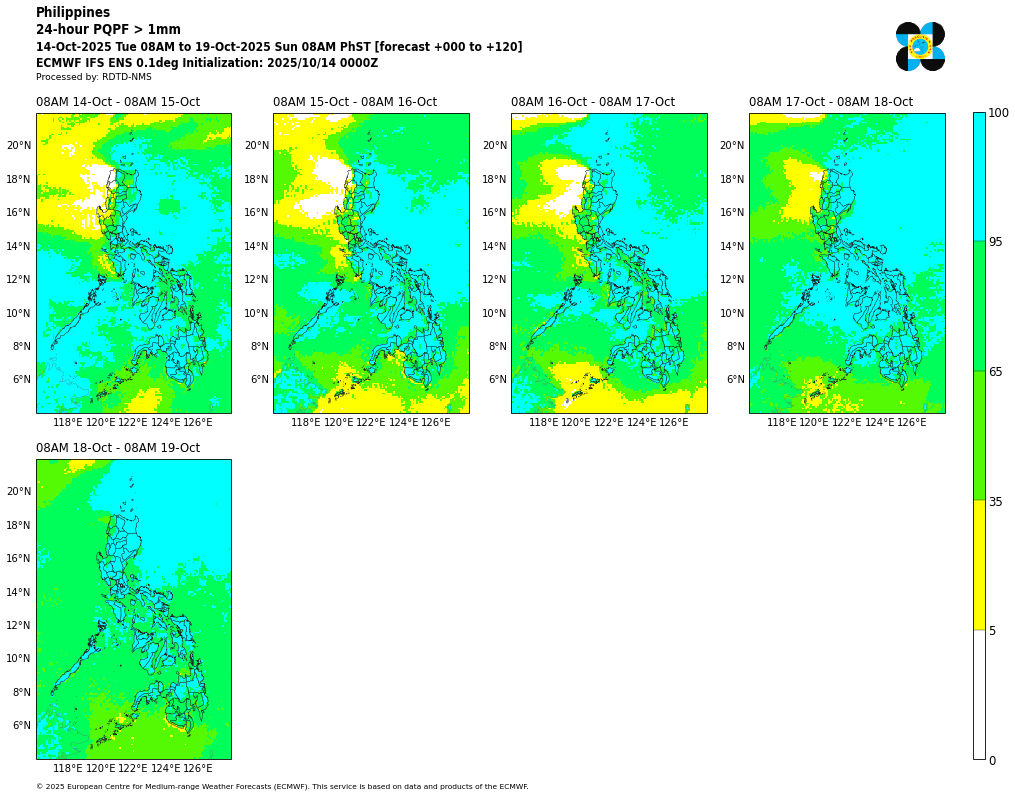 Philippines
24-hour PQPF > 1mm
14-Oct-2025 Tue 08AM to 19-Oct-2025 Sun 08AM PhST [forecast +000 to +120]
ECMWF IFS ENS 0.1deg Initialization: 2025/10/14 0000Z
Processed by: RDTD-NMS
08AM 14-Oct - 08AM 15-Oct
08AM 15-Oct - 08AM 16-Oct
08AM 16-Oct - 08AM 17-Oct
08AM 17-Oct - 08AM 18-Oct
20°N
18°N
16°N
14°N
12°N
10°N
8°N
6°N
118°E 120°E 122°E 124°E 126°E
20°N
18°N
16°N
14°N
12°N
10°N
8°N
6°N
118°E 120°E 122°E 124°E 126°E
20°N
18°N
16°N
14°N
12°N
10°N
8°N
6°N
118°E 120°E 122°E 124°E 126°E
20°N
18°N
16°N
14°N
12°N
10°N
8°N
6°N
118°E 120°E 122°E 124°E 126°E
100
95
65
35
5
0
08AM 18-Oct - 08AM 19-Oct
20°N
18°N
16°N
14°N
12°N
10°N
8°N
6°N
118°E 120°E 122°E 124°E 126°E
© 2025 European Centre for Medium-range Weather Forecasts (ECMWF). This service is based on data and products of the ECMWF.